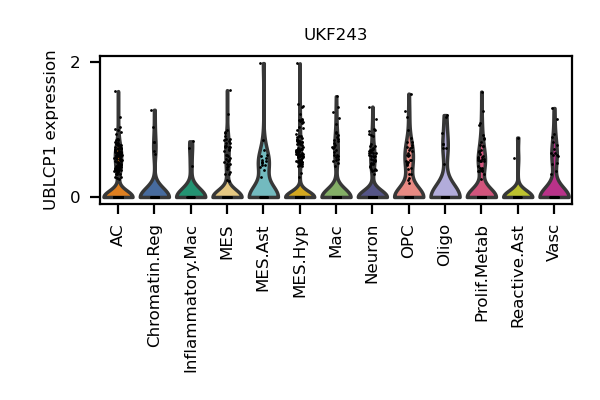 UKF243
UBLCP1 expression
2
0
AC
Chromatin.Reg
Inflammatory.Mac
MES
MES.Ast
MES.Hyp
Mac
Neuron
OPC
Oligo
Prolif.Metab
Reactive.Ast
Vasc